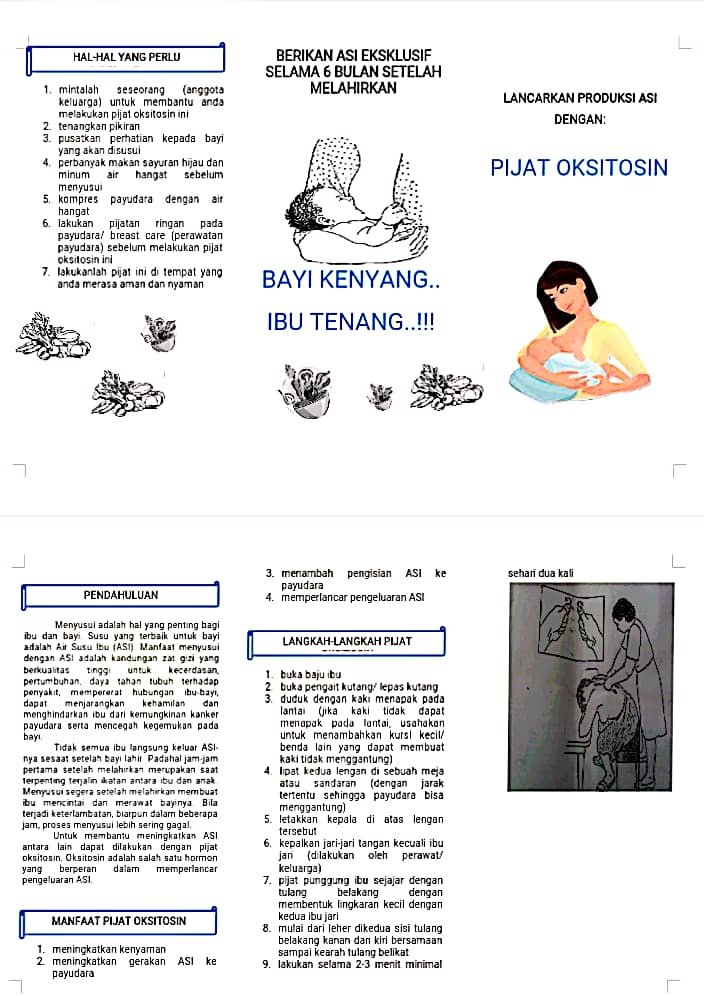 HAL-HAL YANG PERLU
1. mintalah seseorang (anggota
keluarga) untuk membantu anda
melakukan pijat oksitosin ini
2. tenangkan pikiran
3. pusatkan perhatian kepada bayi
yang akan disusui
4. perbanyak makan sayuran hijau dan
minum air hangat sebelum
menyusui
5. kompres payudara dengan air
hangat
6. lakukan pijatan ringan pada
payudara/ breast care (perawatan
payudara) sebelum melakukan pijat
oksitosin ini
7. lakukanlah pijat ini di tempat yang
anda merasa aman dan nyaman
BERIKAN ASI EKSKLUSIF
SELAMA 6 BULAN SETELAH
MELAHIRKAN
BAYI KENYANG..
IBU TENANG..!!!
LANCARKAN PRODUKSI ASI
DENGAN:
PIJAT OKSITOSIN
PENDAHULUAN
Menyusui adalah hal yang penting bagi
ibu dan bayi. Susu yang terbaik untuk bayi
adalah Air Susu Ibu (ASI). Manfaat menyusui
dengan ASI adalah kandungan zat gizi yang
berkualitas tinggi untuk kecerdasan,
pertumbuhan, daya tahan tubuh terhadap
penyakit, mempererat hubungan ibu-bayi,
dapat menjarangkan kehamilan dan
menghindarkan ibu dari kemungkinan kanker
payudara serta mencegah kegemukan pada
bayi.
Tidak semua ibu langsung keluar ASI-
nya sesaat setelah bayi lahir. Padahal jam-jam
pertama setelah melahirkan merupakan saat
terpenting terjalin ikatan antara ibu dan anak.
Menyusui segera setelah melahirkan membuat
ibu mencintai dan merawat bayinya. Bila
terjadi keterlambatan, biarpun dalam beberapa
jam, proses menyusui lebih sering gagal.
Untuk membantu meningkatkan ASI
antara lain dapat dilakukan dengan pijat
oksitosin. Oksitosin adalah salah satu hormon
yang berperan dalam memperlancar
pengeluaran ASI.
MANFAAT PIJAT OKSITOSIN
1. meningkatkan kenyaman
2. meningkatkan gerakan ASI ke
payudara
3. menambah pengisian ASI ke
payudara
4. memperlancar pengeluaran ASI
LANGKAH-LANGKAH PIJAT
1. buka baju ibu
2. buka pengait kutang/ lepas kutang
3. duduk dengan kaki menapak pada
lantai (jika kaki tidak dapat
menapak pada lantai, usahakan
untuk menambahkan kursi kecil/
benda lain yang dapat membuat
kaki tidak menggantung)
4. lipat kedua lengan di sebuah meja
atau sandaran (dengan jarak
tertentu sehingga payudara bisa
menggantung)
5. letakkan kepala di atas lengan
tersebut
6. kepalkan jari-jari tangan kecuali ibu
jari (dilakukan oleh perawat/
keluarga)
7. pijat punggung ibu sejajar dengan
tulang belakang dengan
membentuk lingkaran kecil dengan
kedua ibu jari
8. mulai dari leher dikedua sisi tulang
belakang kanan dan kiri bersamaan
sampai kearah tulang belikat
9. lakukan selama 2-3 menit minimal
sehari dua kali